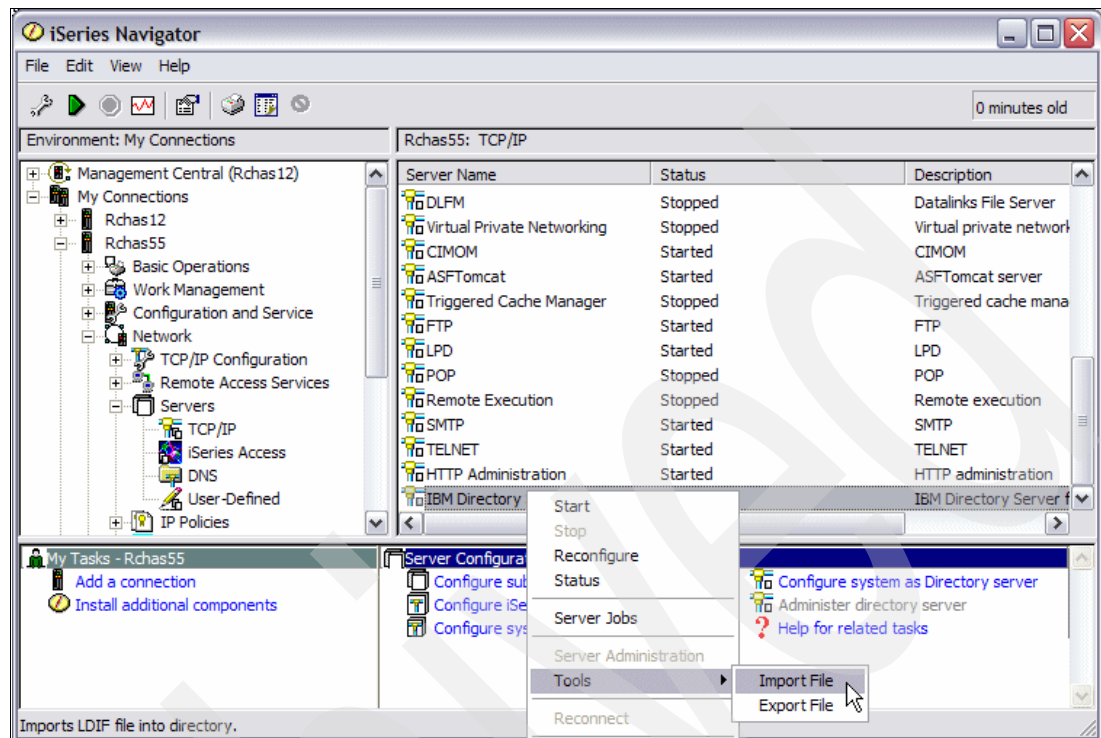 iSeries Navigator
File Edit View Help
0 minutes old
Environment: My Connections
Rchas55: TCP/IP
Management Central (Rchas12)
My Connections
Rchas12
Rchas55
Basic Operations
Work Management
Configuration and Service
Network
TCP/IP Configuration
Remote Access Services
Servers
TCP/IP
iSeries Access
DNS
User-Defined
IP Policies
Server Name Status Description
DLFM Stopped Datalinks File Server
Virtual Private Networking Stopped Virtual private network
CIMOM Started CIMOM
ASFTomcat Started ASFTomcat server
Triggered Cache Manager Stopped Triggered cache mana
FTP Started FTP
LPD Started LPD
POP Stopped POP
Remote Execution Stopped Remote execution
SMTP Started SMTP
TELNET Started TELNET
HTTP Administration Started HTTP administration
IBM Directory IBM Directory Server f
Start
Stop
Reconfigure
Status
Server Jobs
Server Administration
Tools
Reconnect
Import File
Export File
My Tasks - Rchas55
Add a connection
Install additional components
Server Configurat
Configure sub
Configure iSe
Configure sys
Configure system as Directory server
Administer directory server
Help for related tasks
Imports LDIF file into directory.